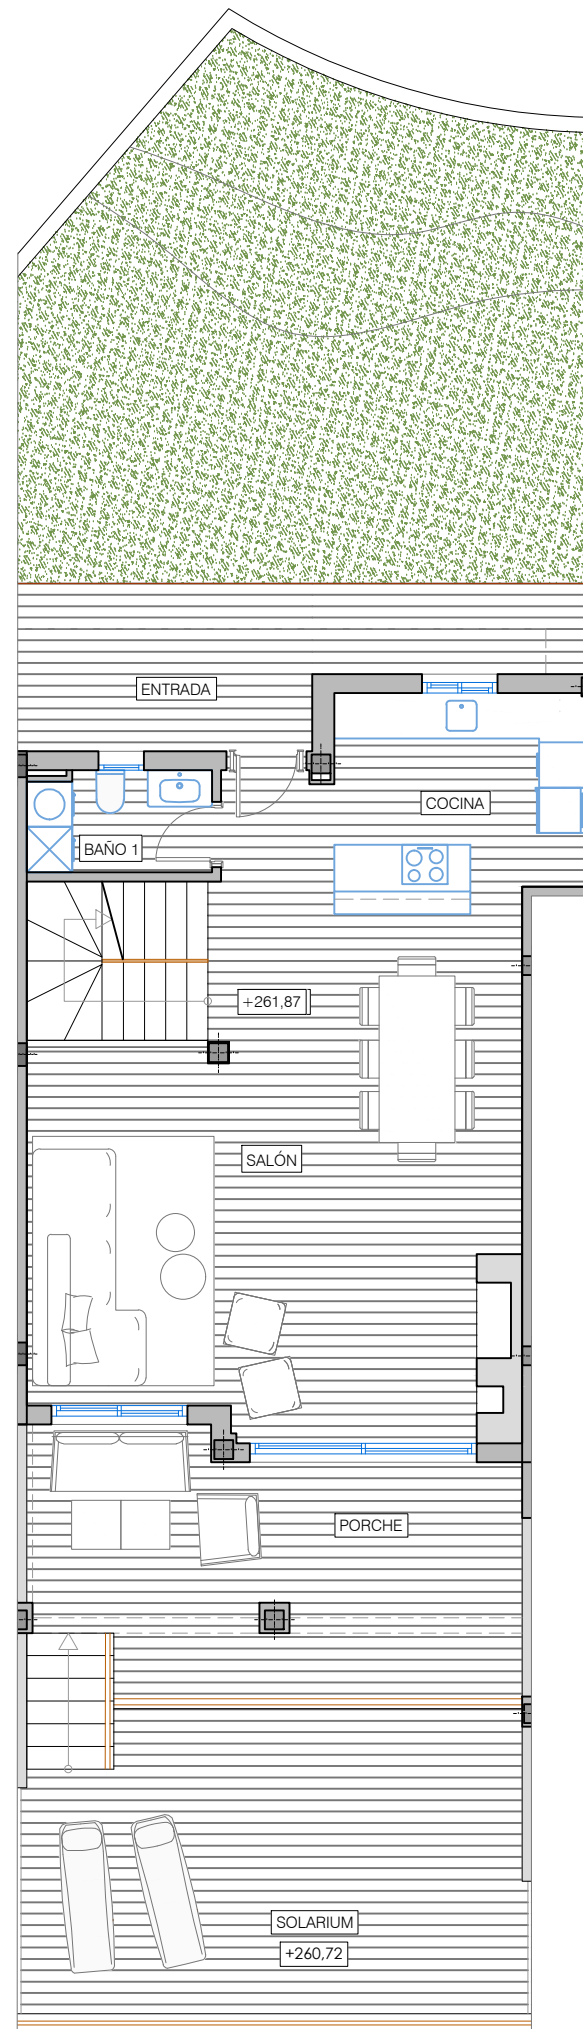 ENTRADA
COCINA
BAÑO 1
+261,87
SALÓN
PORCHE
SOLARIUM
+260,72